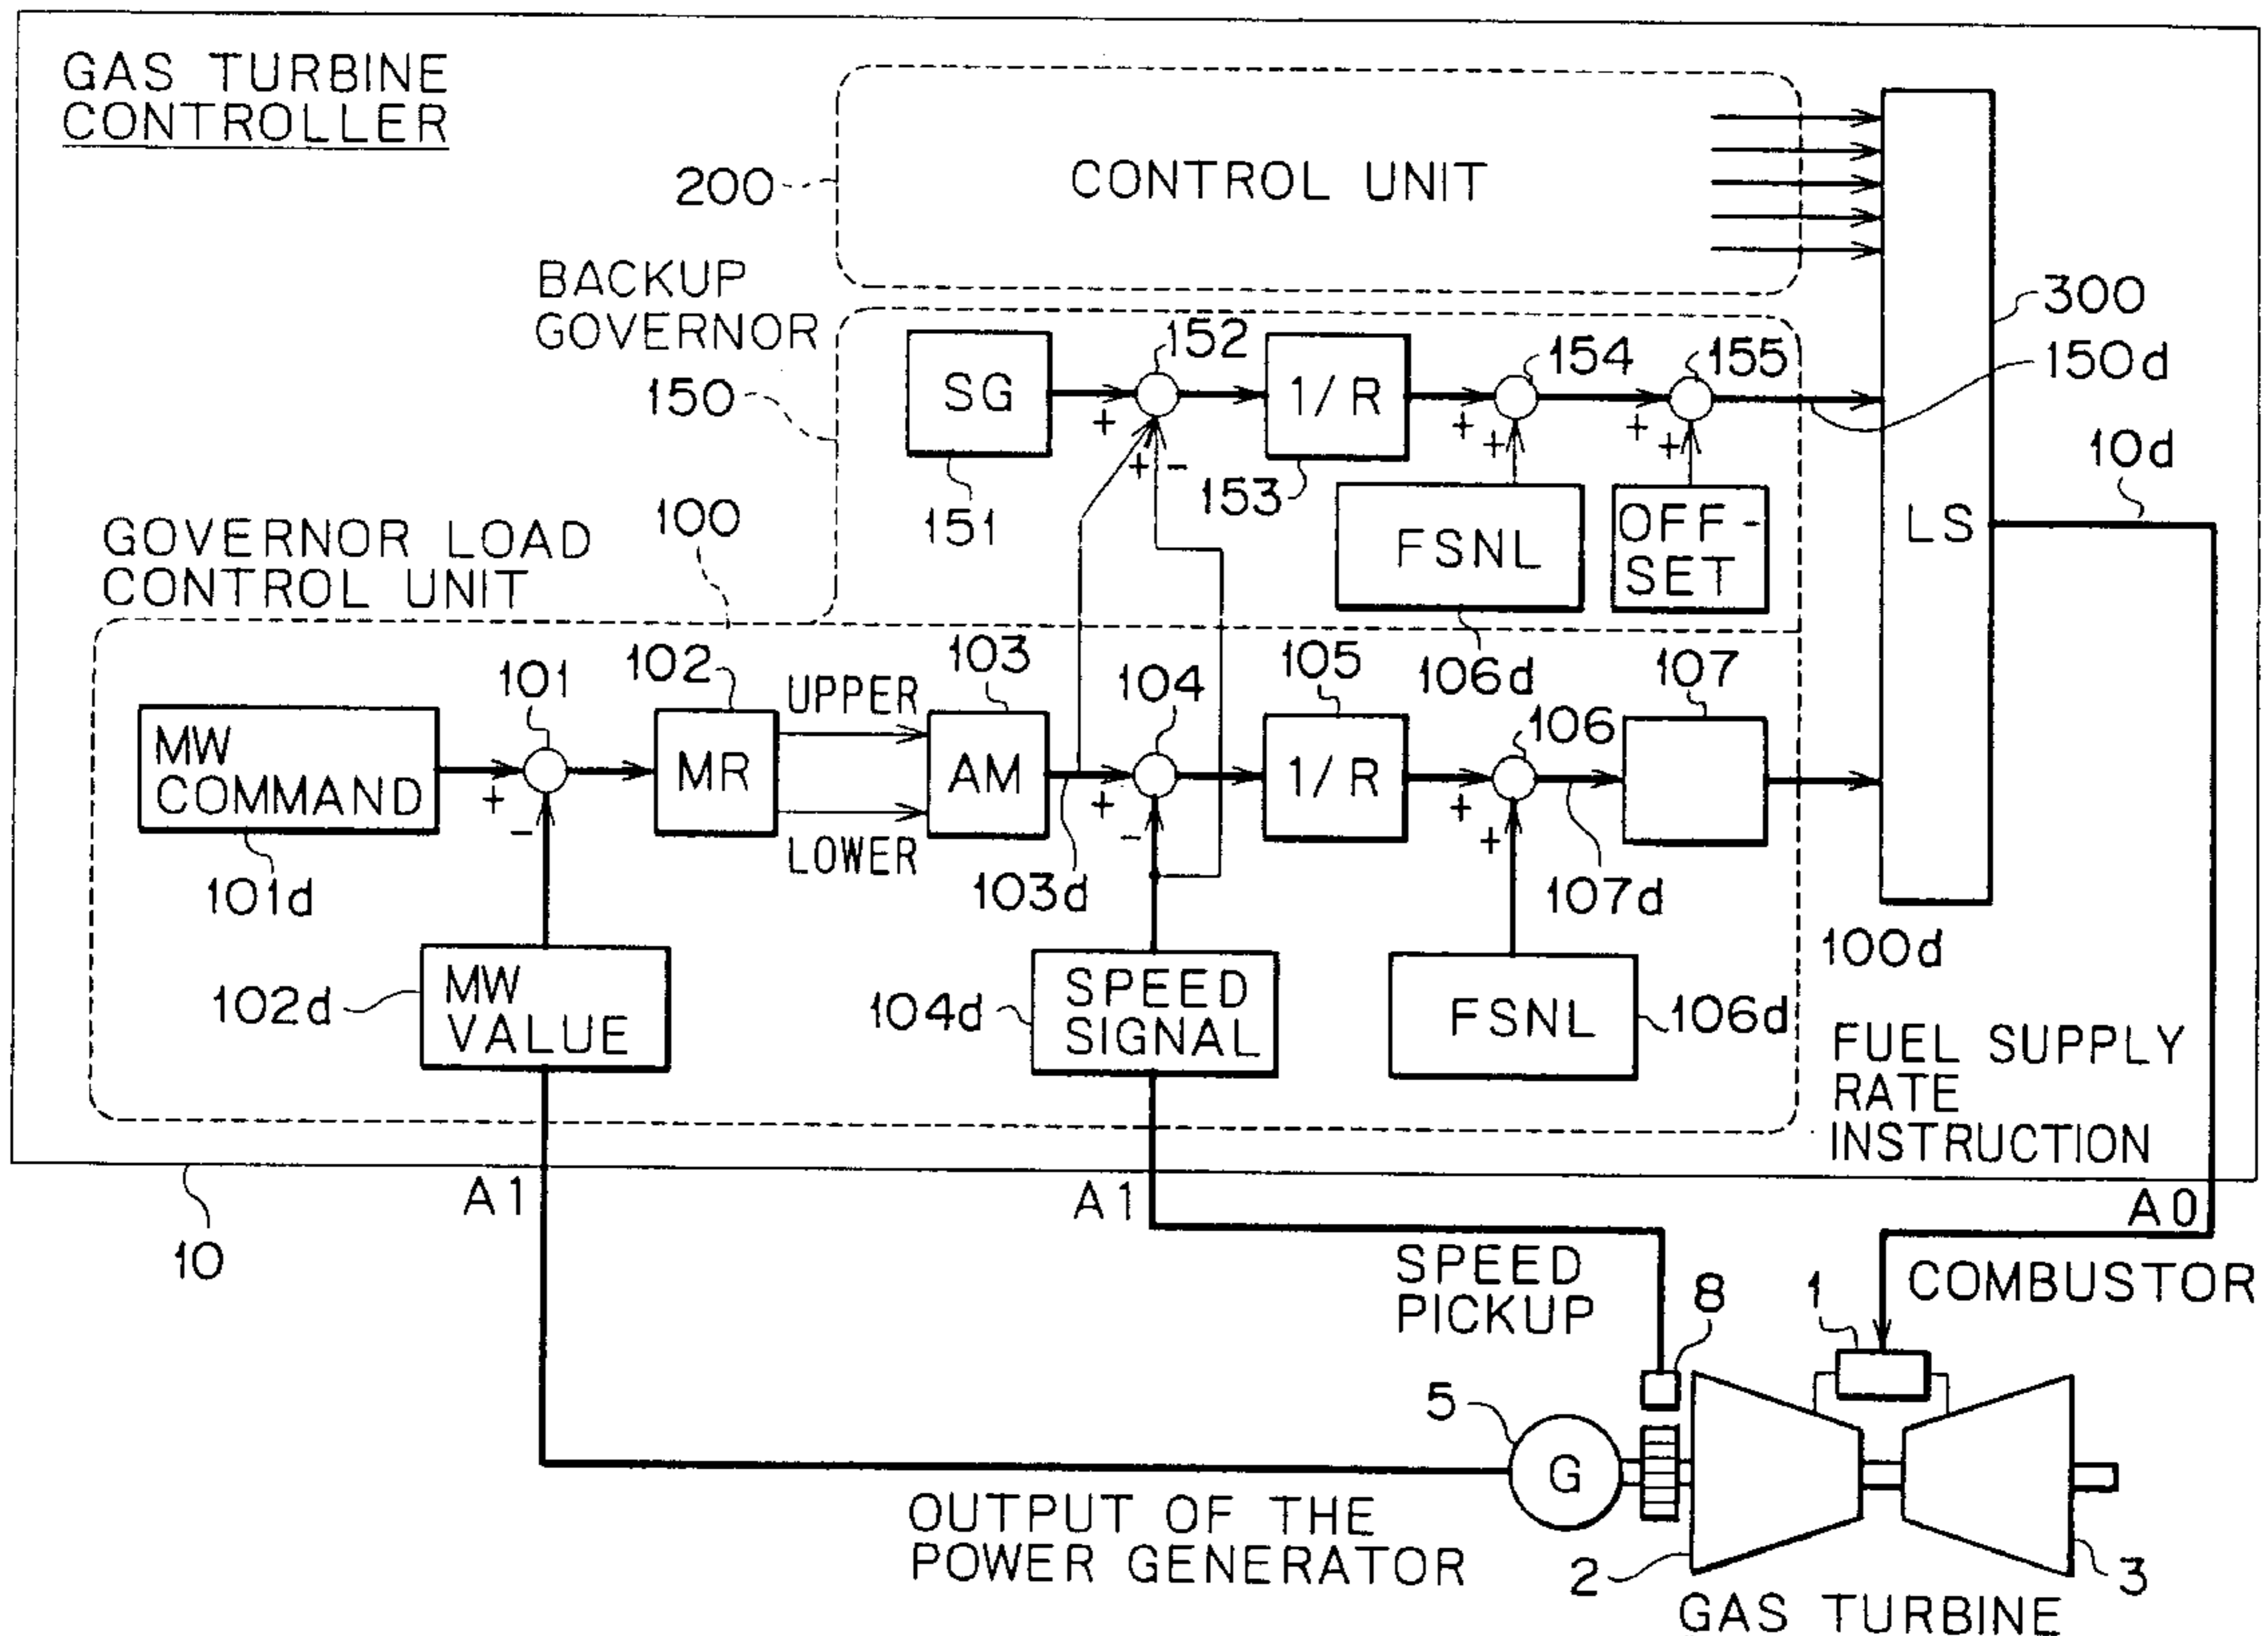 GAS TURBINE
CONTROLLER
200
CONTROL UNIT
BACKUP
GOVERNOR
150
SG
151
152
+
+ -
1/R
153
154
+
+
155
+
+
FSNL
106d
OFF-
SET
300
150d
10d
LS
GOVERNOR LOAD
CONTROL UNIT
100
MW
COMMAND
101d
101
+
-
102
MR
UPPER
LOWER
103
AM
103d
104
+
-
105
1/R
106
+
+
107d
107
100d
MW
VALUE
102d
SPEED
SIGNAL
104d
FSNL
106d
FUEL SUPPLY
RATE
INSTRUCTION
10
A1
A1
A0
SPEED
PICKUP
8
1
COMBUSTOR
5
G
OUTPUT OF THE
POWER GENERATOR
2
3
GAS TURBINE